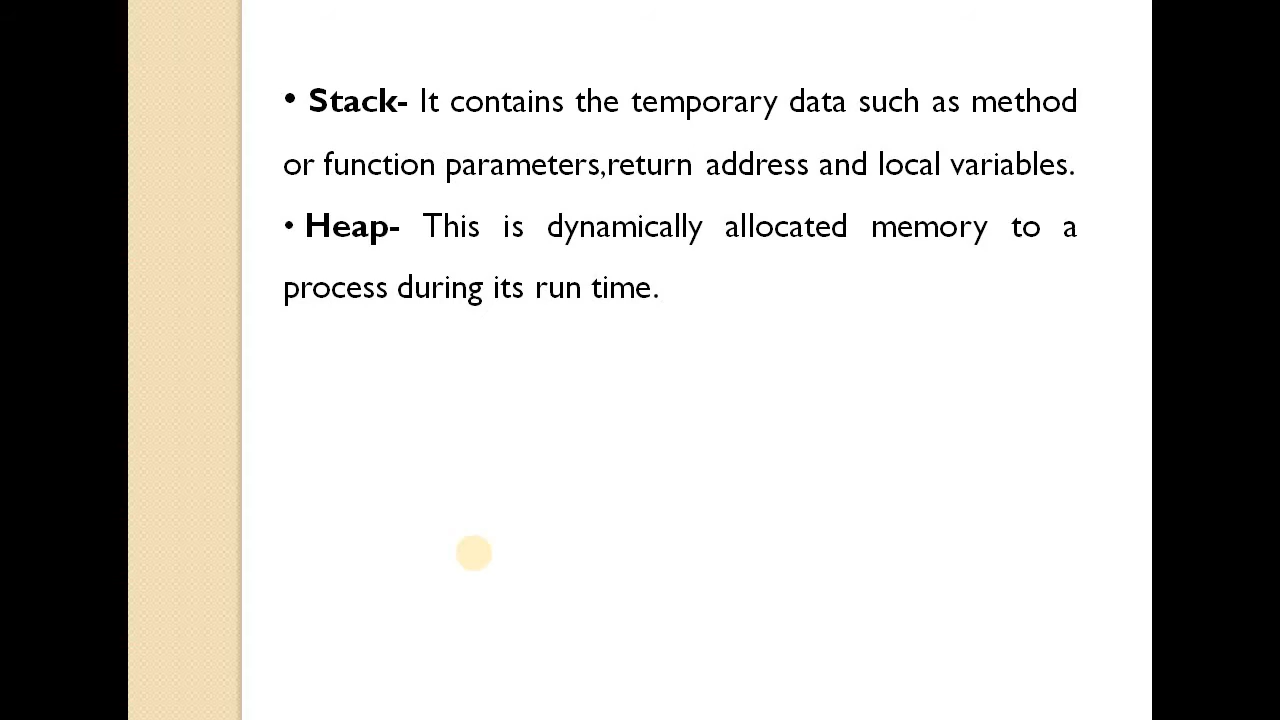 • Stack- It contains the temporary data such as method
or function parameters,return address and local variables.
• Heap- This is dynamically allocated memory to a
process during its run time.